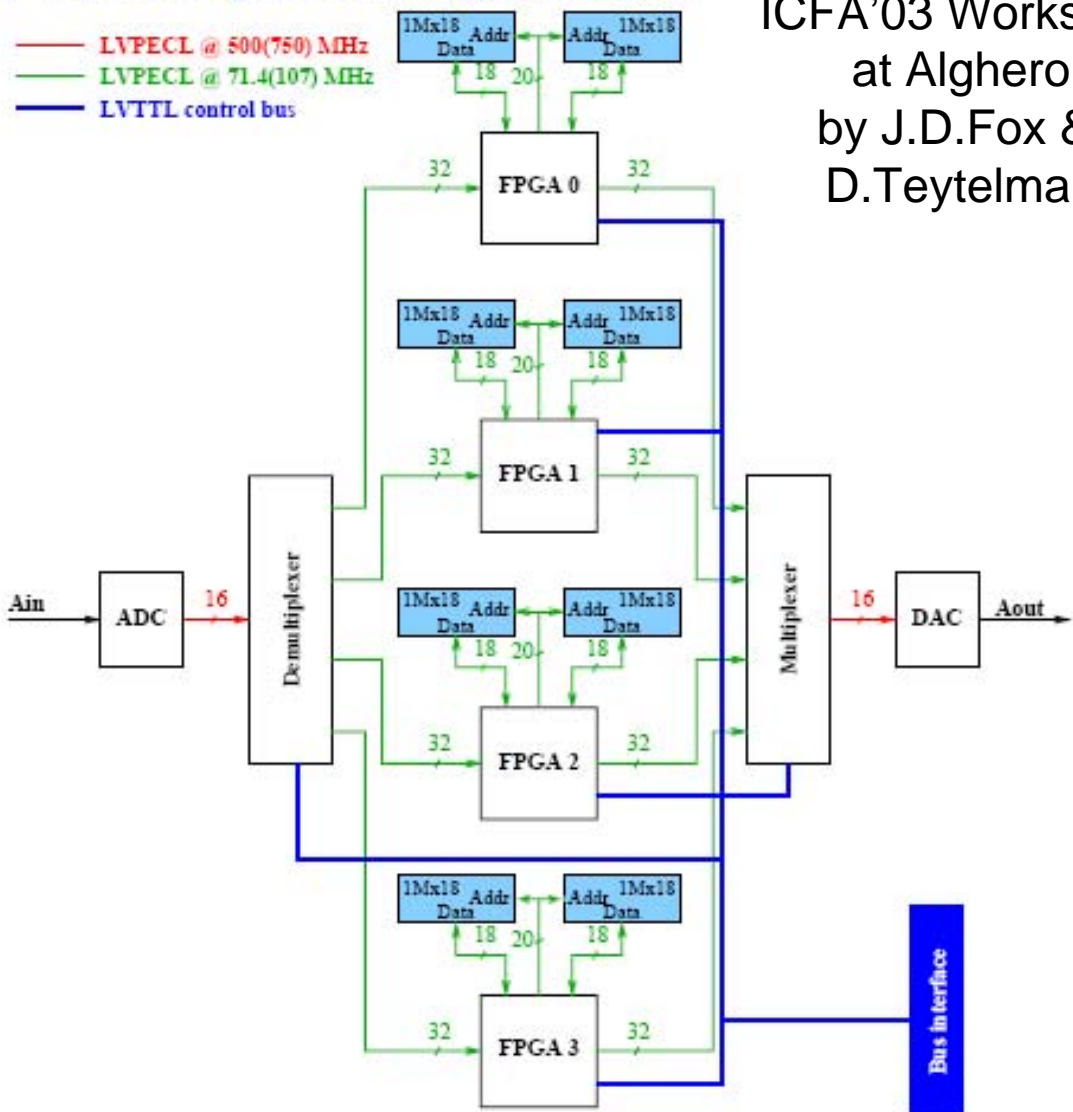 ICFA'03 Works
at Alghero
by J.D.Fox &
D.Teytelma
LVPECL @ 500(750) MHz
LVPECL @ 71.4(107) MHz
LVTTL control bus
1Mx18 Addr
Data
Addr 1Mx18
Data
18
20
18
32
FPGA 0
32
1Mx18 Addr
Data
Addr 1Mx18
Data
18
20
18
32
FPGA 1
32
Ain
ADC
16
Demultiplexer
Multiplexer
16
DAC
Aout
1Mx18 Addr
Data
Addr 1Mx18
Data
18
20
18
32
FPGA 2
32
1Mx18 Addr
Data
Addr 1Mx18
Data
18
20
18
32
FPGA 3
32
Bus interface